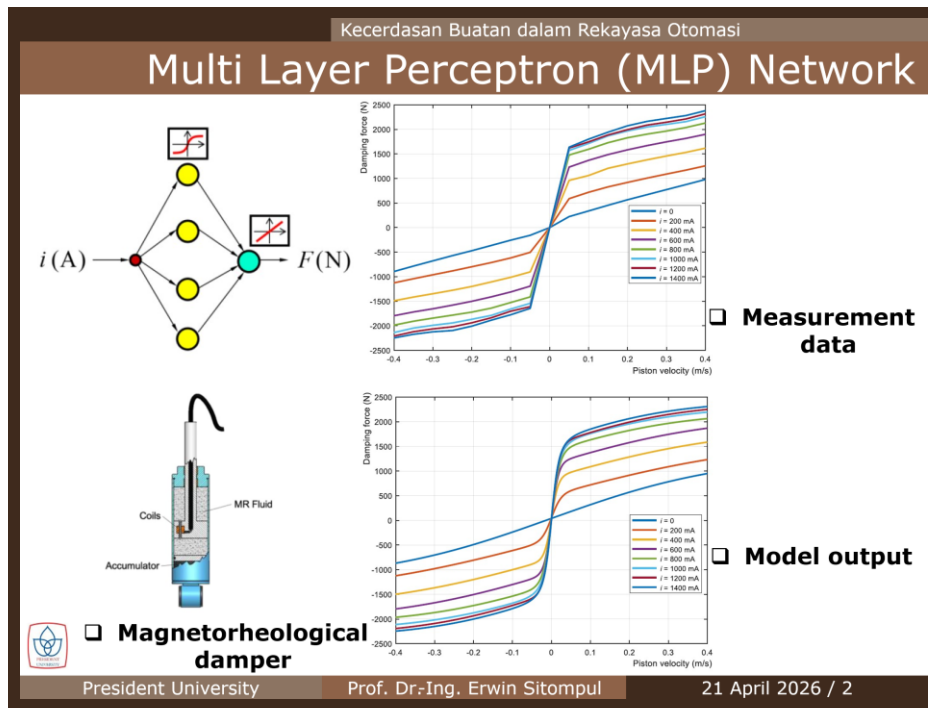 Kecerdasan Buatan dalam Rekayasa Otomasi
Multi Layer Perceptron (MLP) Network
i (A)
F(N)
Damping force (N)
2500
2000
1500
1000
500
0
-500
-1000
-1500
-2000
-2500
-0.4 -0.3 -0.2 -0.1 0 0.1 0.2 0.3 0.4
Piston velocity (m/s)
i = 0
i = 200 mA
i = 400 mA
i = 600 mA
i = 800 mA
i = 1000 mA
i = 1200 mA
i = 1400 mA
❑ Measurement
data
Coils
MR Fluid
Accumulator
❑ Magnetorheological
damper
Damping force (N)
2500
2000
1500
1000
500
0
-500
-1000
-1500
-2000
-2500
-0.4 -0.3 -0.2 -0.1 0 0.1 0.2 0.3 0.4
Piston velocity (m/s)
i = 0
i = 200 mA
i = 400 mA
i = 600 mA
i = 800 mA
i = 1000 mA
i = 1200 mA
i = 1400 mA
❑ Model output
PRESIDENT
UNIVERSITY
President University
Prof. Dr.-Ing. Erwin Sitompul
21 April 2026 / 2